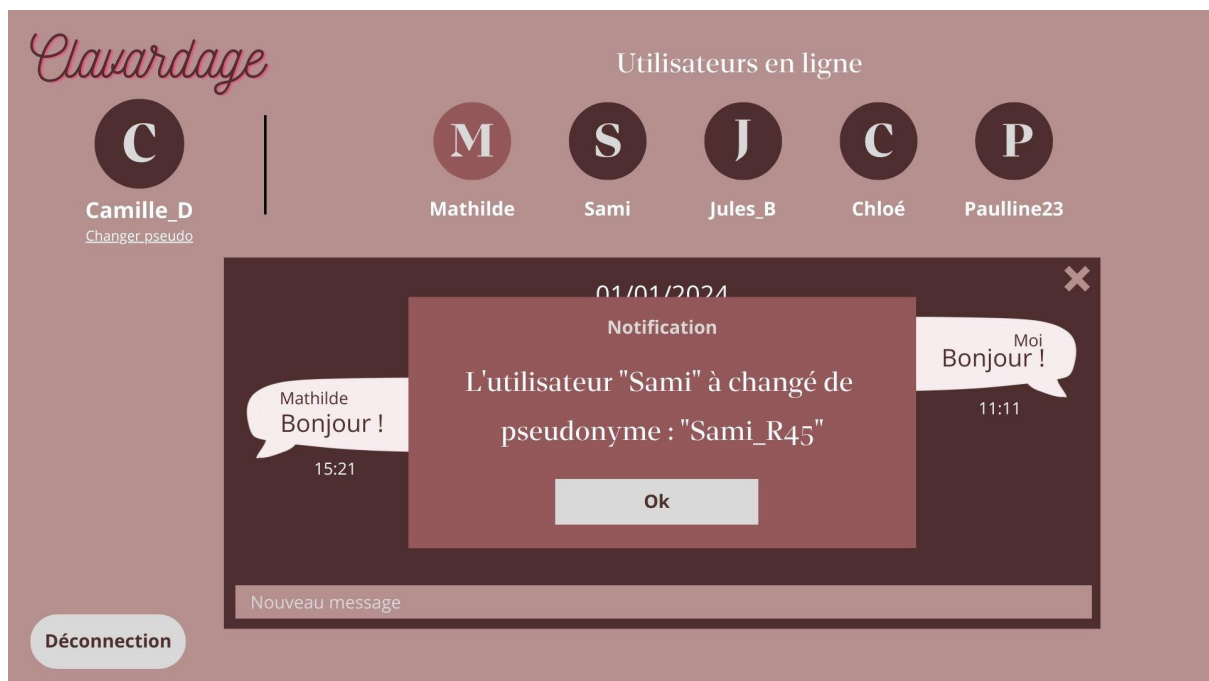 Clavardage
Utilisateurs en ligne
C
M
S
J
C
P
Camille_D
Changer pseudo
Mathilde
Sami
Jules_B
Chloé
Paulline23
01/01/2024
Notification
L'utilisateur "Sami" à changé de
pseudonyme : "Sami_R45"
Ok
Moi
Bonjour !
11:11
Mathilde
Bonjour !
15:21
Nouveau message
Déconnection